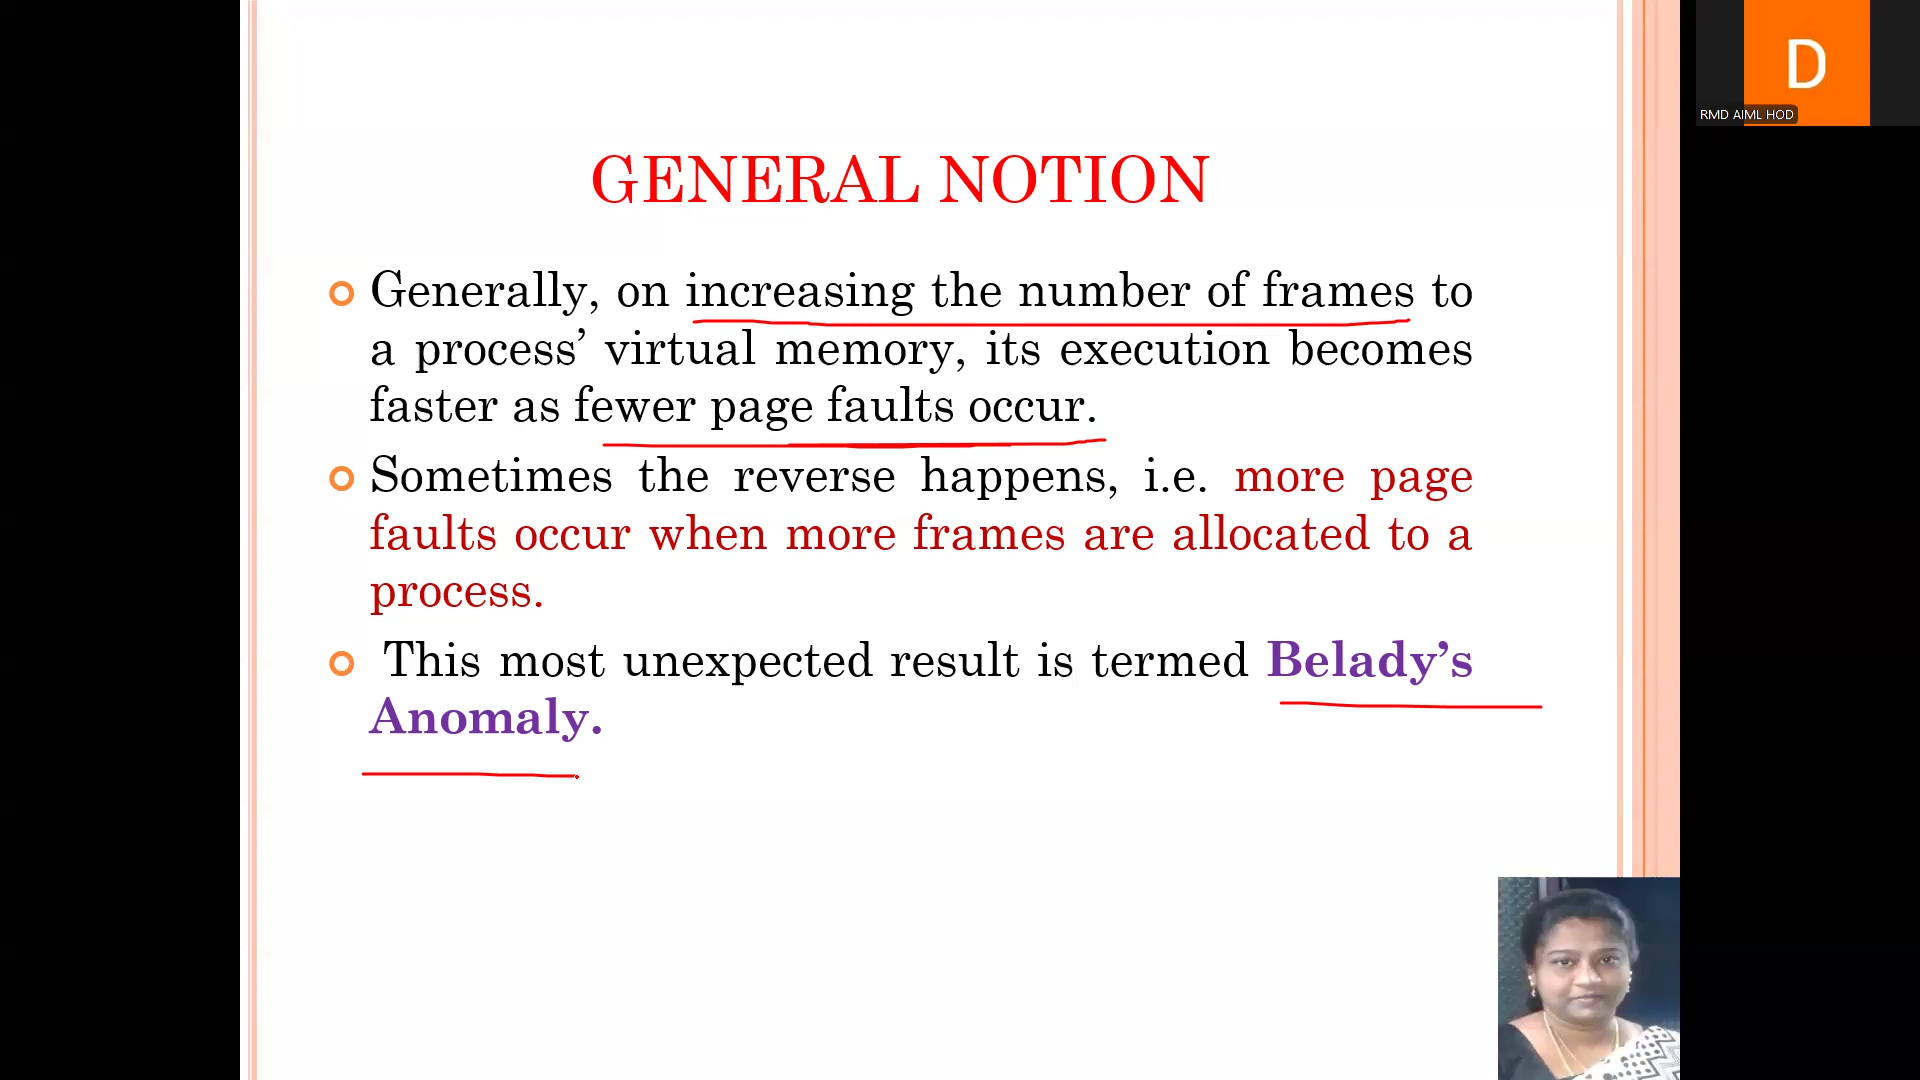 D
RMD AIML HOD
GENERAL NOTION
Generally, on increasing the number of frames to
a process’ virtual memory, its execution becomes
faster as fewer page faults occur.
Sometimes the reverse happens, i.e. more page
faults occur when more frames are allocated to a
process.
This most unexpected result is termed Belady’s
Anomaly.